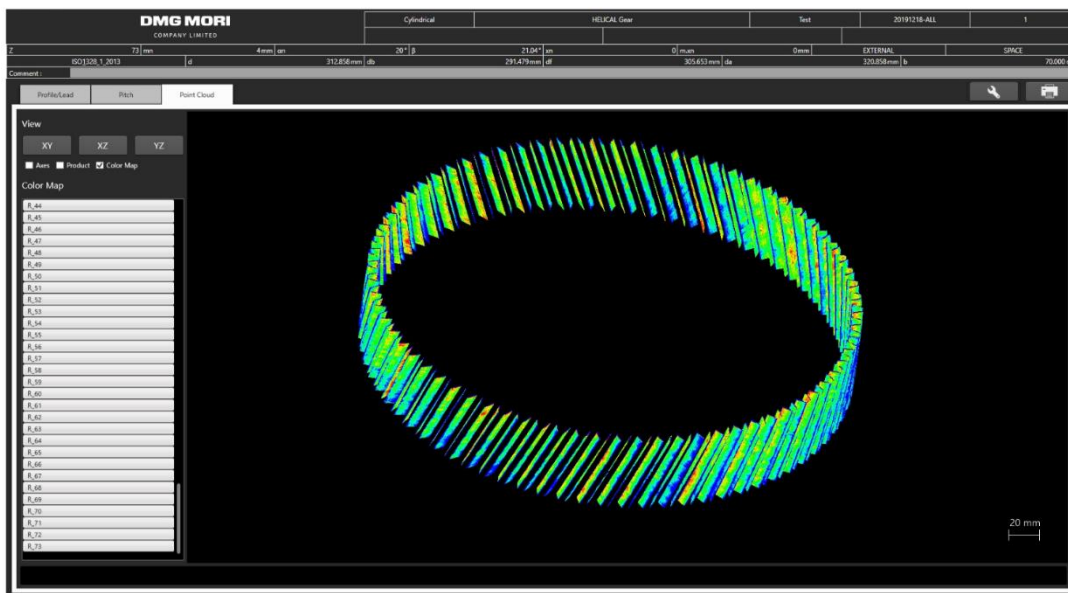 DMG MORI
COMPANY LIMITED
Cylindrical HELICAL Gear Test 20191218-ALL 1
Z 73 mn 4mm αn 20° β 21.04° xn 0 mμm 0mm EXTERNAL SPACE
ISO1328_1_2013 d 312.858mm db 291.479mm df 305.653 mm da 320.858mm b 70.000
Comment :
Profile/Lead Pitch Point Cloud
View
XY XZ YZ
Axes Product Color Map
Color Map
R_44
R_45
R_46
R_47
R_48
R_49
R_50
R_51
R_52
R_53
R_54
R_55
R_56
R_57
R_58
R_59
R_60
R_61
R_62
R_63
R_64
R_65
R_66
R_67
R_68
R_69
R_70
R_71
R_72
R_73
20 mm